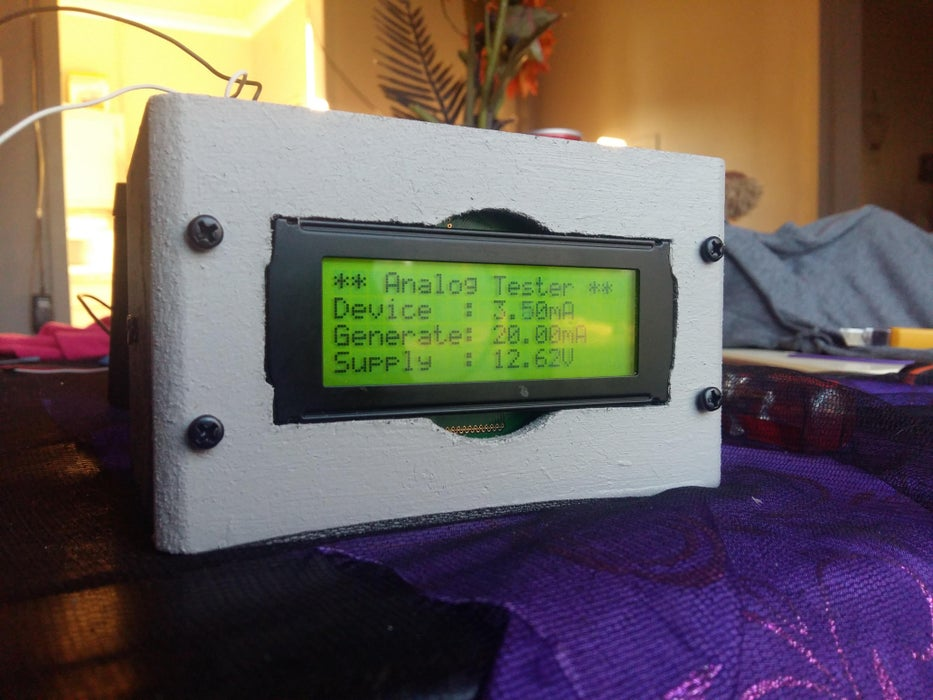 ** Analog Tester **
Device  : 3.50mA
Generate: 20.00mA
Supply  : 12.62V